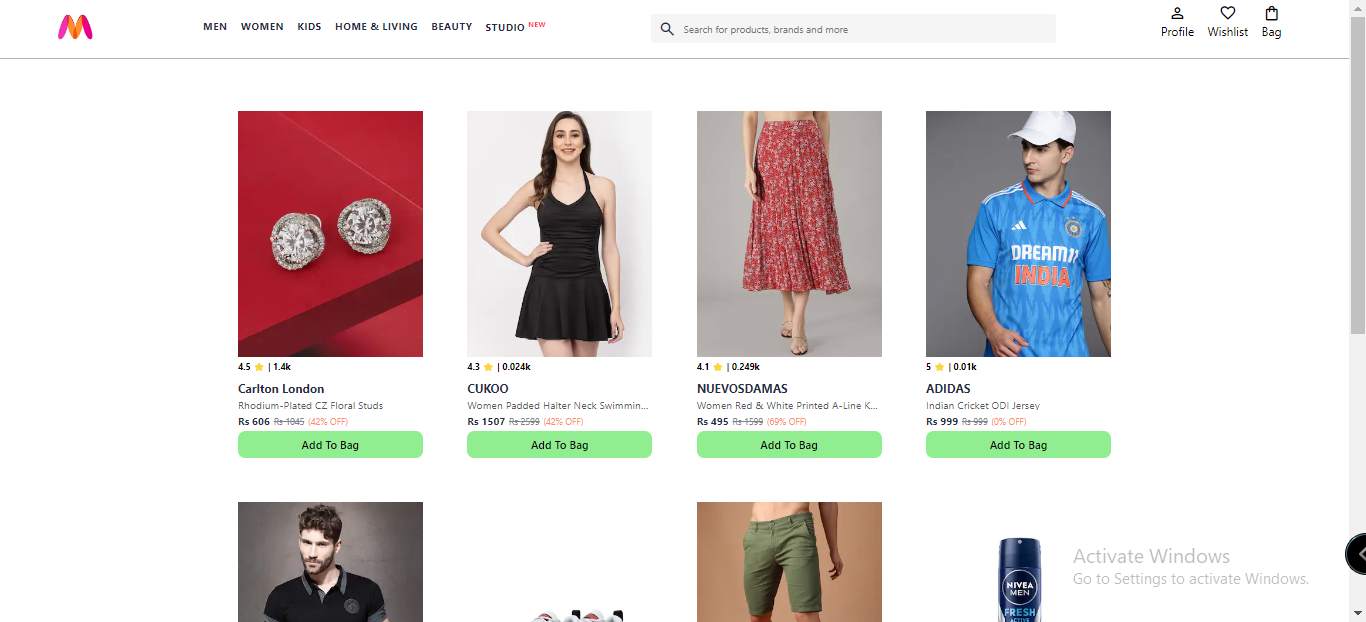 MEN WOMEN KIDS HOME & LIVING BEAUTY STUDIO NEW
Search for products, brands and more
Profile Wishlist Bag
DREAM11
INDIA
4.5 ⭐ | 1.4k
Carlton London
Rhodium-Plated CZ Floral Studs
Rs 606 Rs 1045 (42% OFF)
Add To Bag
4.3 ⭐ | 0.024k
CUKOO
Women Padded Halter Neck Swimmin...
Rs 1507 Rs 2599 (42% OFF)
Add To Bag
4.1 ⭐ | 0.249k
NUEVOSDAMAS
Women Red & White Printed A-Line K...
Rs 495 Rs 1599 (69% OFF)
Add To Bag
5 ⭐ | 0.01k
ADIDAS
Indian Cricket ODI Jersey
Rs 999 Rs 999 (0% OFF)
Add To Bag
NIVEA
MEN
FRESH
ACTIVE
Activate Windows
Go to Settings to activate Windows.